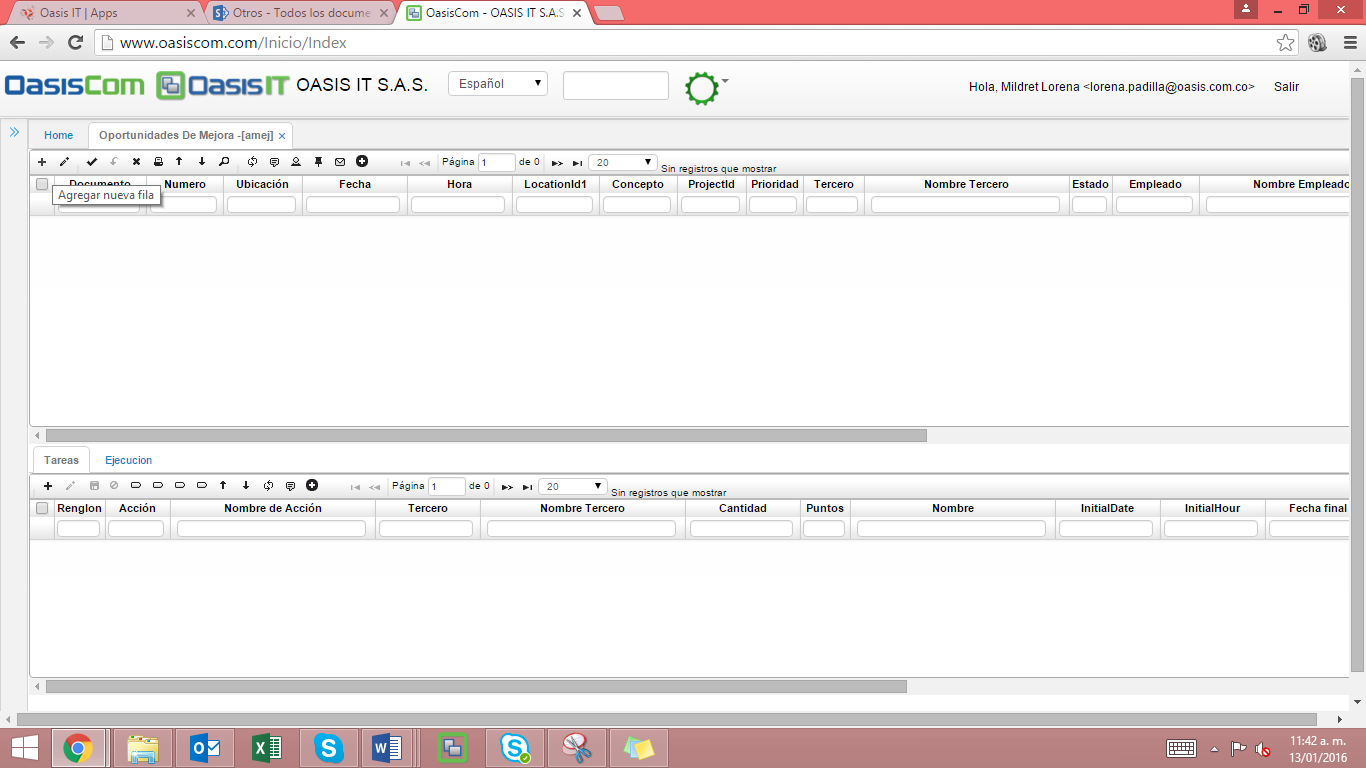 Oasis IT | Apps
Otros - Todos los docume
OasisCom - OASIS IT S.A.S
www.oasiscom.com/Inicio/Index
OasisCom OasisIT OASIS IT S.A.S. Español Hola, Mildret Lorena <lorena.padilla@oasis.com.co> Salir
Home Oportunidades De Mejora -[amej]
Página 1 de 0 20 Sin registros que mostrar
Documento Numero Ubicación Fecha Hora LocationId1 Concepto ProjectId Prioridad Tercero Nombre Tercero Estado Empleado Nombre Empleado
Agregar nueva fila
Tareas Ejecucion
Página 1 de 0 20 Sin registros que mostrar
Renglon Acción Nombre de Acción Tercero Nombre Tercero Cantidad Puntos Nombre InitialDate InitialHour Fecha final
11:42 a. m.
13/01/2016